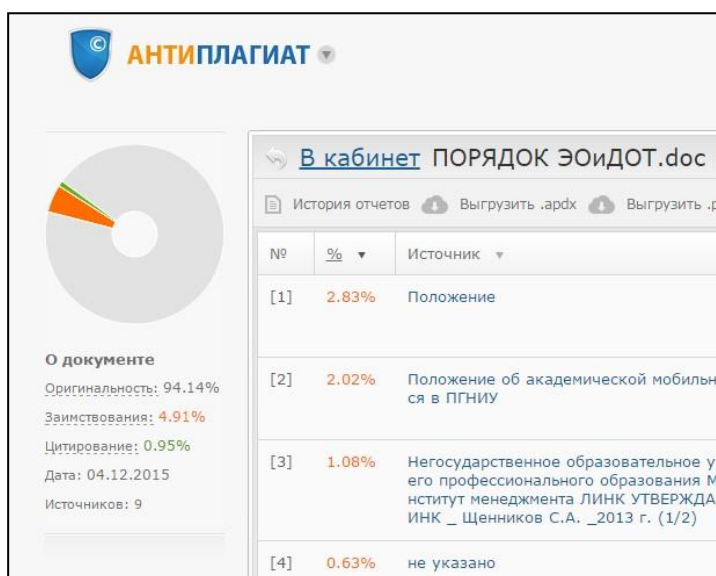 ©
АНТИПЛАГИАТ
В кабинет ПОРЯДОК ЭОиДОТ.doc
История отчетов Выгрузить .apdx Выгрузить
№ % Источник
[1] 2.83% Положение
[2] 2.02% Положение об академической
ся в ПГНИУ
[3] 1.08% Негосударственное образовательное
его профессионального образования
нститут менеджмента ЛИНК
ИНК _ Щенников С.А. _2013 г. (1/2)
[4] 0.63% не указано
О документе
Оригинальность: 94.14%
Заимствования: 4.91%
Цитирование: 0.95%
Дата: 04.12.2015
Источников: 9